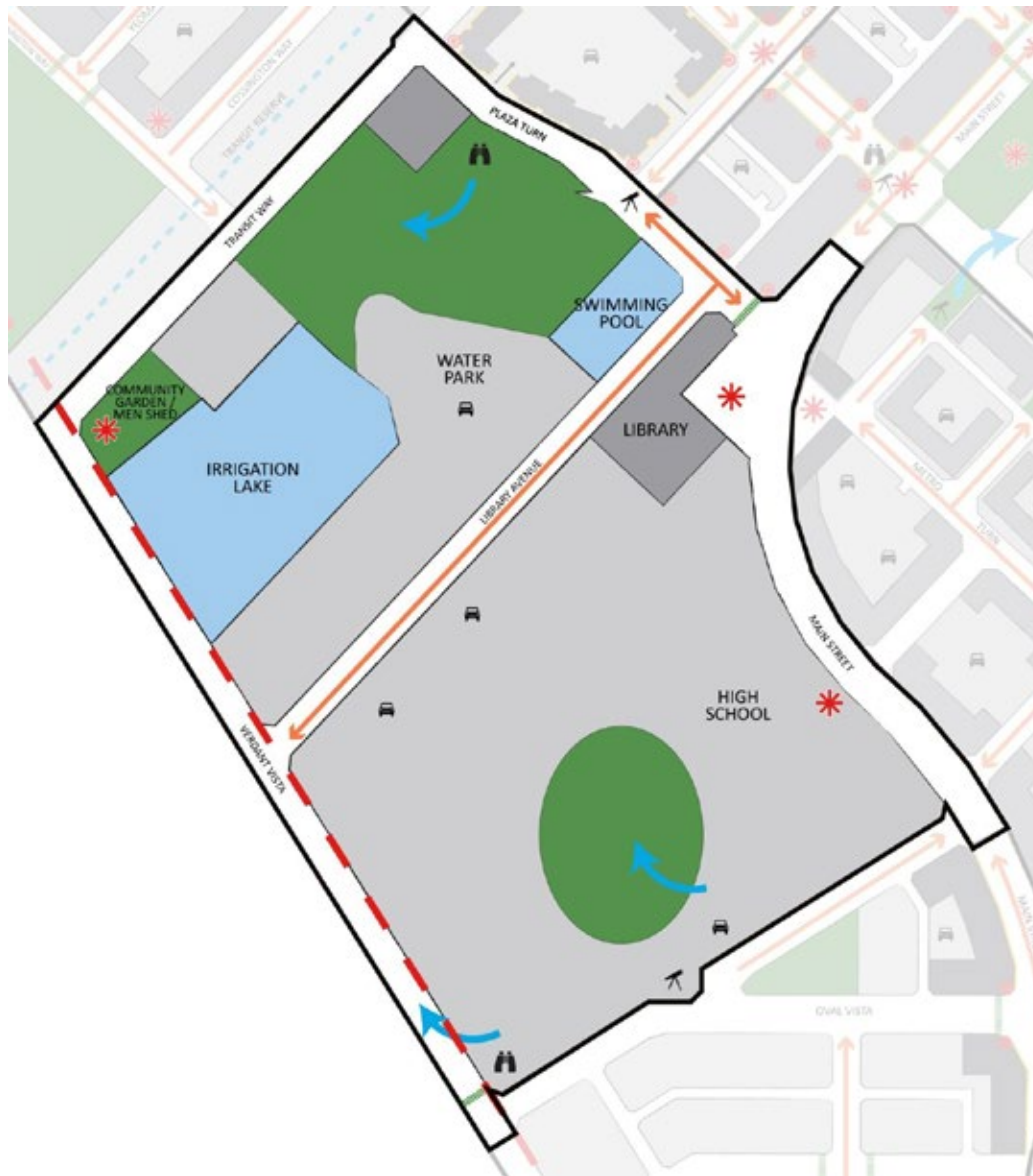 COSSINGTON WAY
TRANSIT RESERVE
MAIN STREET
PLAZA TURN
TRANSIT WAY
SWIMMING
POOL
WATER
PARK
COMMUNITY
GARDEN /
MEN SHED
LIBRARY
IRRIGATION
LAKE
LIBRARY AVENUE
METRO
TURN
MAIN STREET
HIGH
SCHOOL
VERDANT VISTA
OVAL VISTA